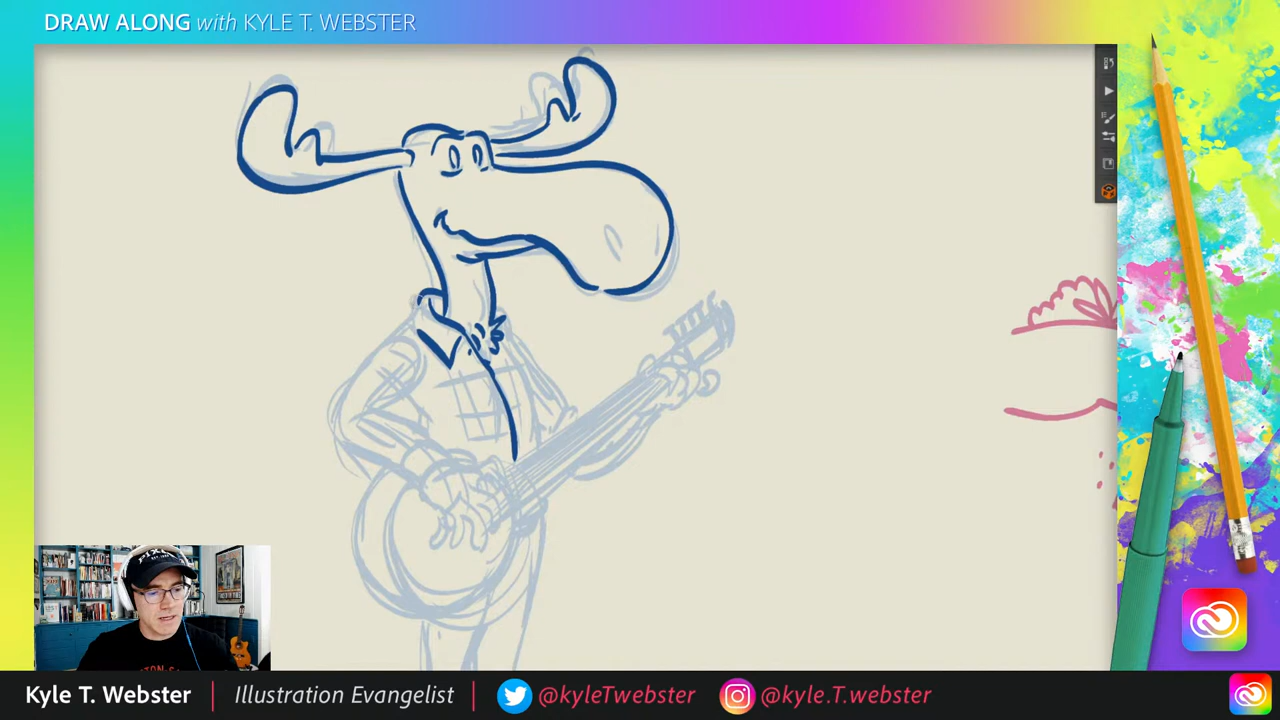 DRAW ALONG with KYLE T. WEBSTER
Kyle T. Webster | Illustration Evangelist | @kyleTwebster @kyle.T.webster